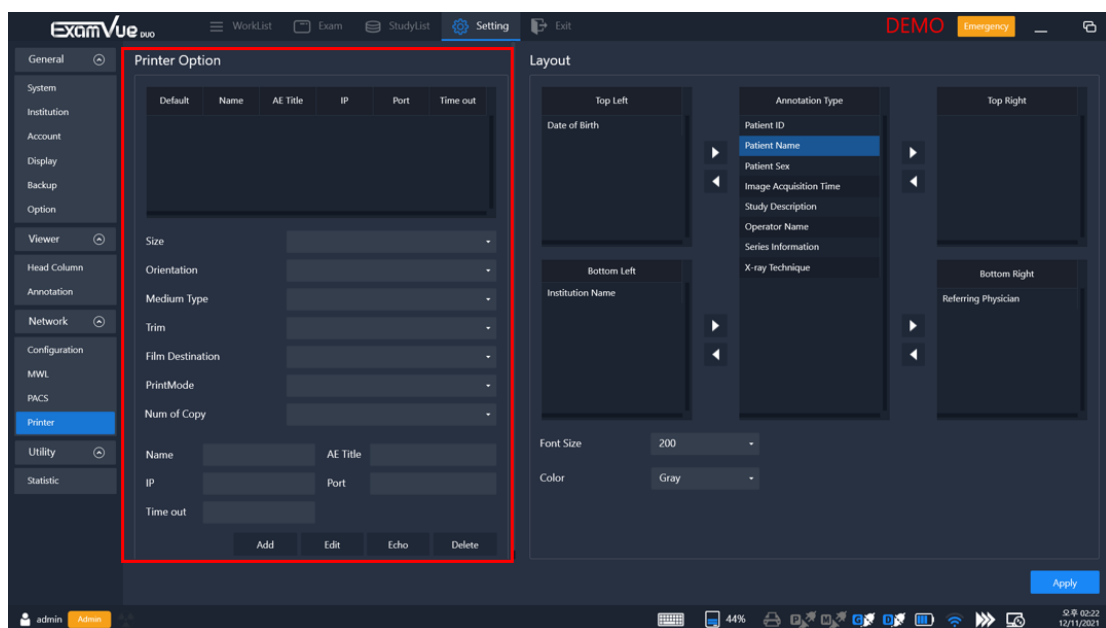 ExamVue DUO
WorkList
Exam
StudyList
Setting
Exit
DEMO
Emergency
General
System
Institution
Account
Display
Backup
Option
Viewer
Head Column
Annotation
Network
Configuration
MWL
PACS
Printer
Utility
Statistic
Printer Option
Default Name AE Title IP Port Time out
Size
Orientation
Medium Type
Trim
Film Destination
PrintMode
Num of Copy
Name AE Title
IP Port
Time out
Add Edit Echo Delete
Layout
Top Left
Date of Birth
Annotation Type
Patient ID
Patient Name
Patient Sex
Image Acquisition Time
Study Description
Operator Name
Series Information
X-ray Technique
Top Right
Bottom Left
Institution Name
Bottom Right
Referring Physician
Font Size 200
Color Gray
Apply
admin Admin
44%
오후 02:22
12/11/2021